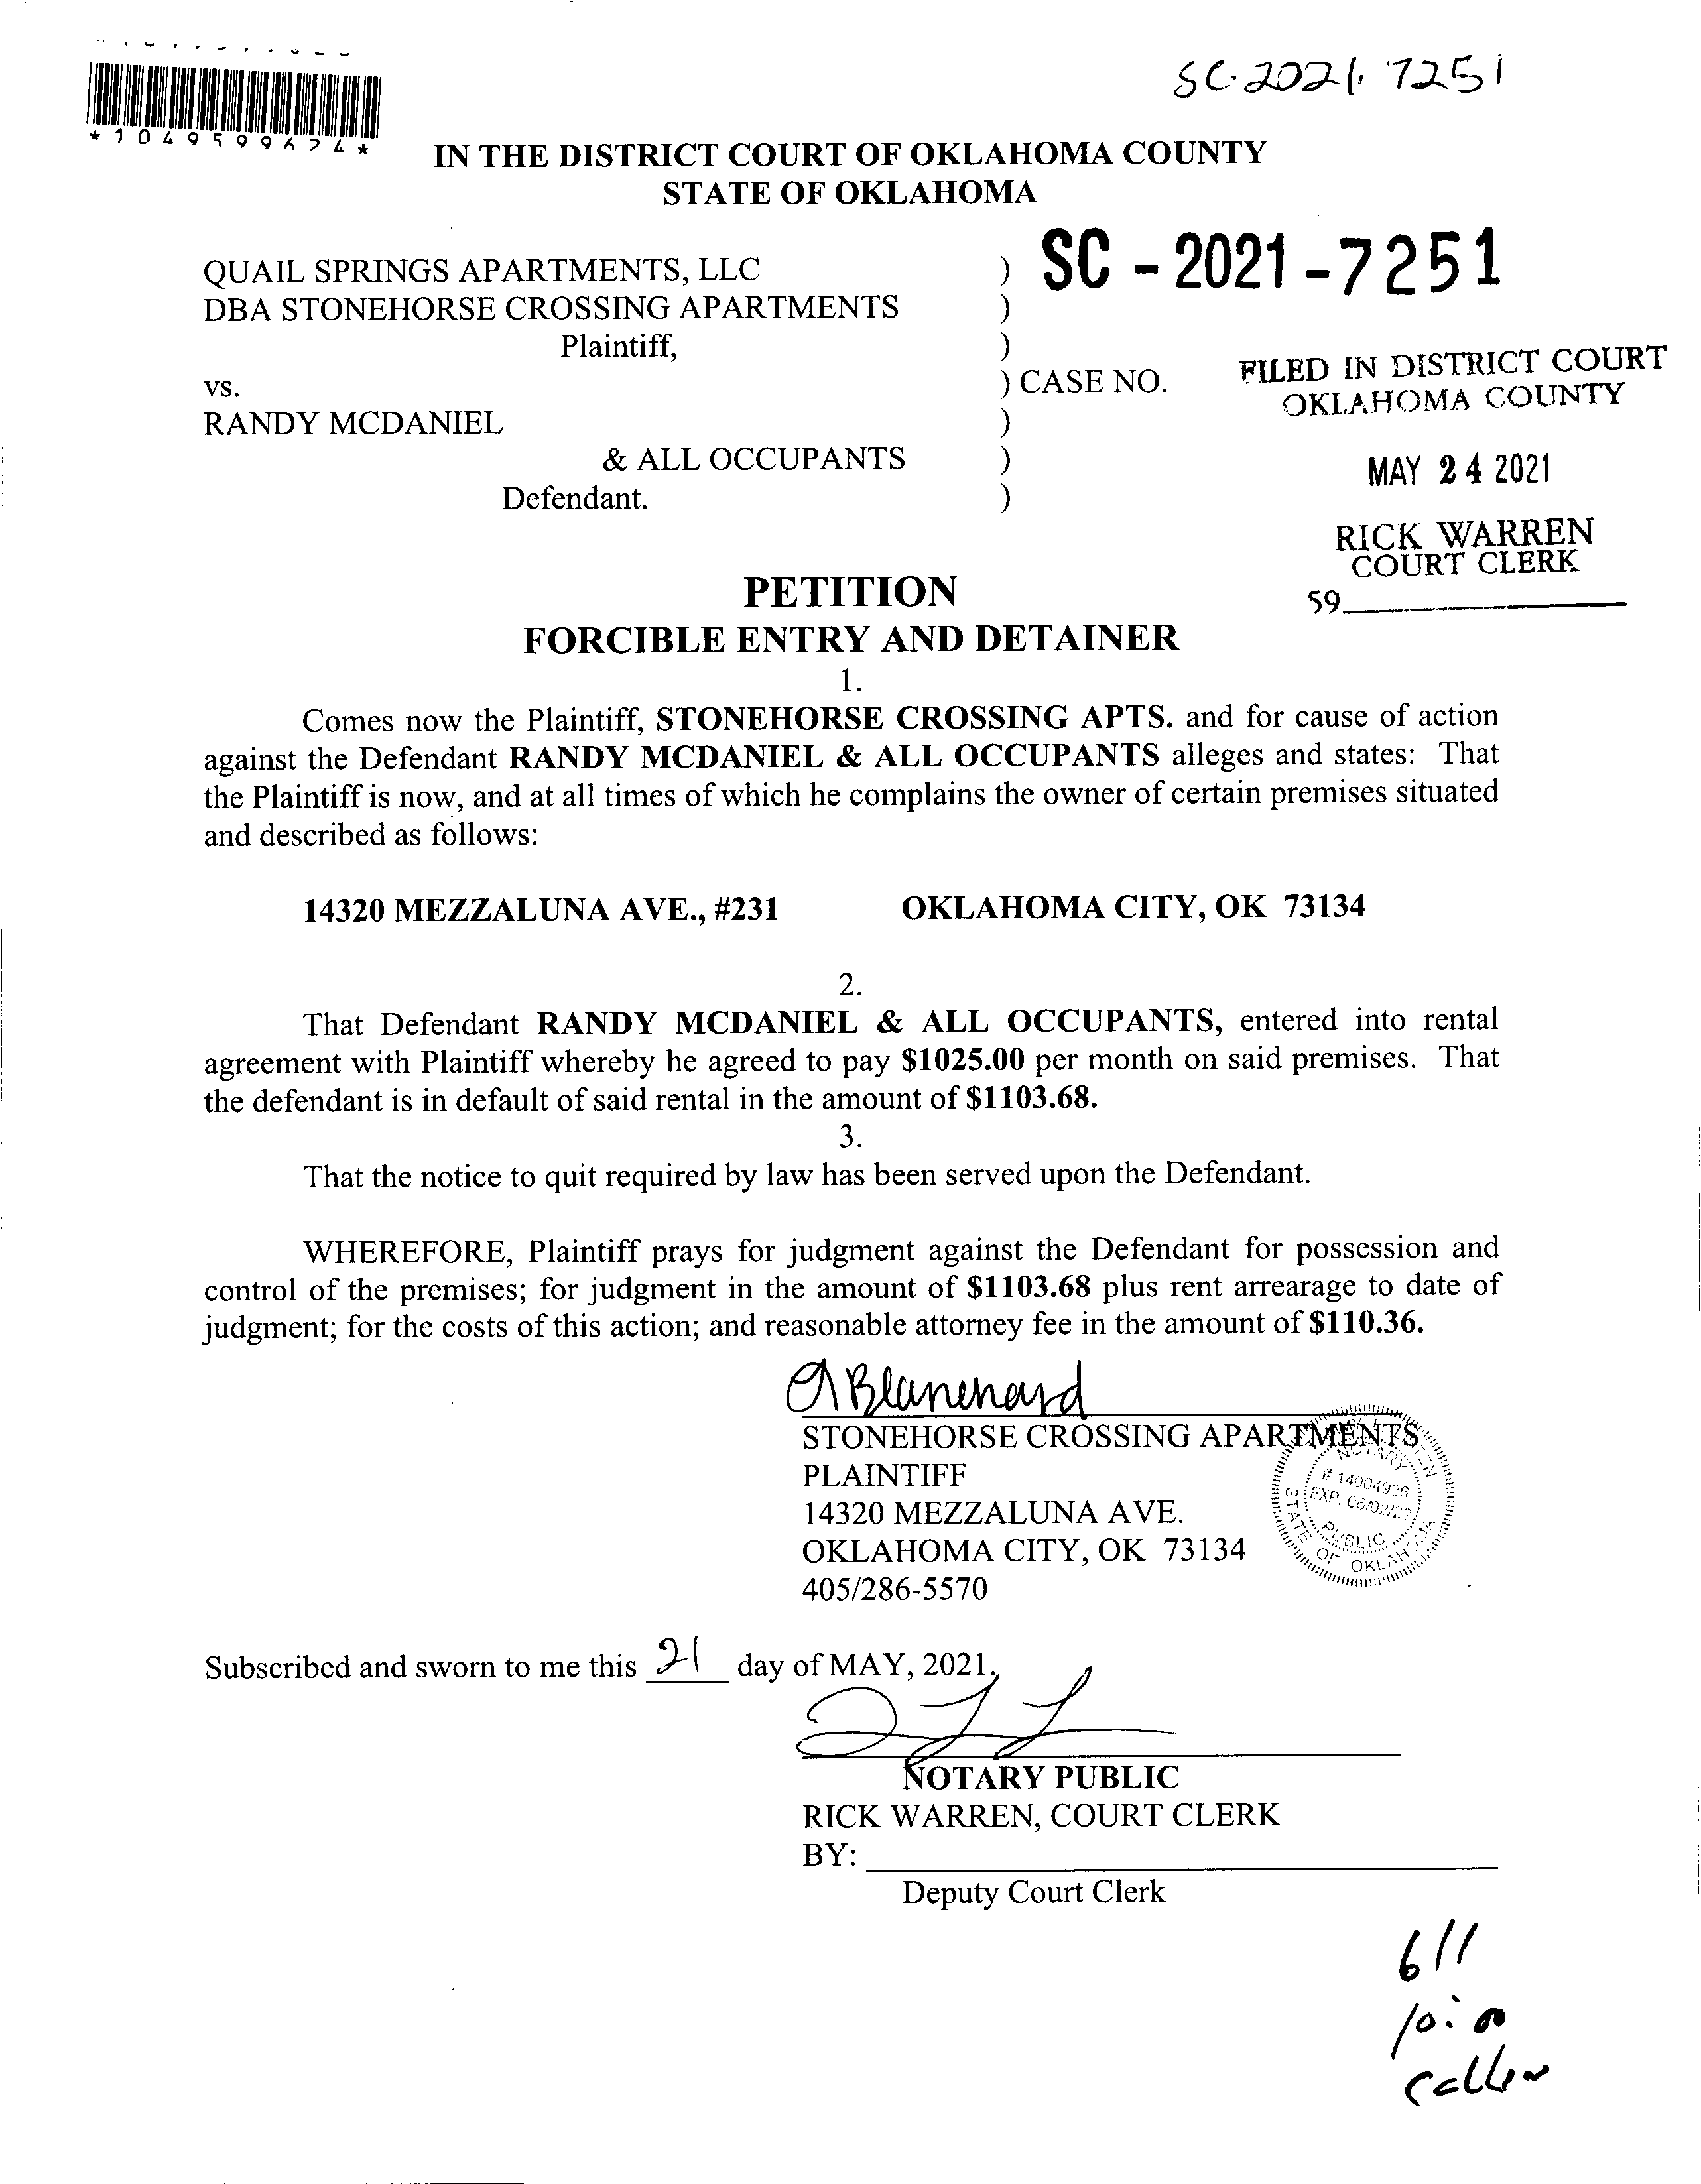 SC-2021-7251
*1049599624*
IN THE DISTRICT COURT OF OKLAHOMA COUNTY
STATE OF OKLAHOMA
QUAIL SPRINGS APARTMENTS, LLC ) SC - 2021 - 7251
DBA STONEHORSE CROSSING APARTMENTS )
Plaintiff, )
vs. ) CASE NO.
FILED IN DISTRICT COURT
OKLAHOMA COUNTY
RANDY MCDANIEL )
& ALL OCCUPANTS )
MAY 24 2021
Defendant. )
RICK WARREN
COURT CLERK
59
PETITION
FORCIBLE ENTRY AND DETAINER
1.
Comes now the Plaintiff, STONEHORSE CROSSING APTS. and for cause of action
against the Defendant RANDY MCDANIEL & ALL OCCUPANTS alleges and states: That
the Plaintiff is now, and at all times of which he complains the owner of certain premises situated
and described as follows:
14320 MEZZALUNA AVE., #231 OKLAHOMA CITY, OK 73134
2.
That Defendant RANDY MCDANIEL & ALL OCCUPANTS, entered into rental
agreement with Plaintiff whereby he agreed to pay $1025.00 per month on said premises. That
the defendant is in default of said rental in the amount of $1103.68.
3.
That the notice to quit required by law has been served upon the Defendant.
WHEREFORE, Plaintiff prays for judgment against the Defendant for possession and
control of the premises; for judgment in the amount of $1103.68 plus rent arrearage to date of
judgment; for the costs of this action; and reasonable attorney fee in the amount of $110.36.
Blanchard
STONEHORSE CROSSING APARTMENTS
PLAINTIFF
14320 MEZZALUNA AVE.
OKLAHOMA CITY, OK 73134
405/286-5570
NOTARY
# 14004926
EXP. 06/02/22
PUBLIC
STATE OF OKLAHOMA
Subscribed and sworn to me this 21 day of MAY, 2021.
NOTARY PUBLIC
RICK WARREN, COURT CLERK
BY:
Deputy Court Clerk
6/1
10:00